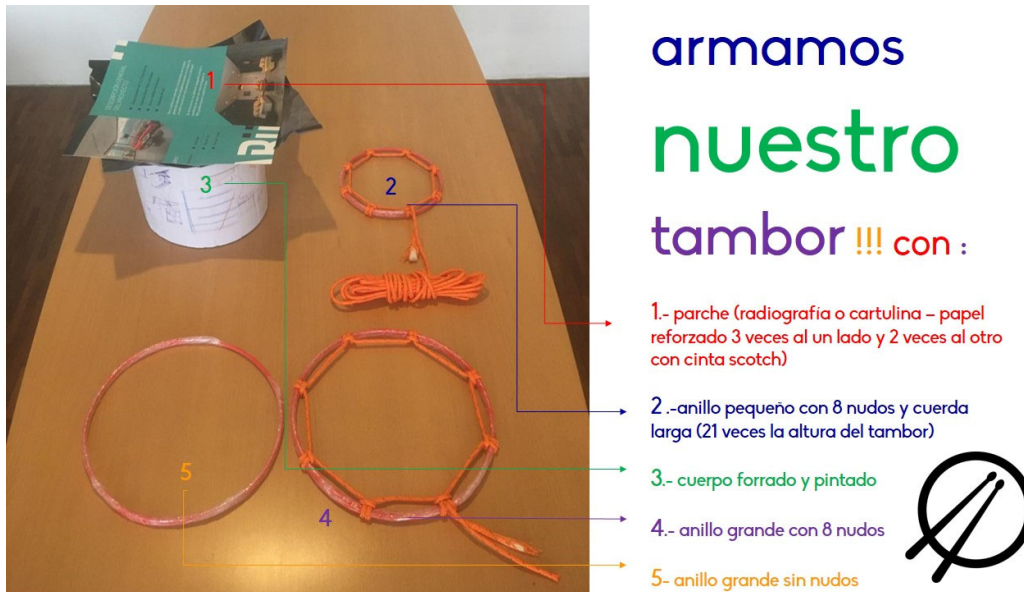 armamos
nuestro
tambor !!! con :
1.- parche (radiografía o cartulina – papel
reforzado 3 veces al un lado y 2 veces al otro
con cinta scotch)
2 .-anillo pequeño con 8 nudos y cuerda
larga (21 veces la altura del tambor)
3.- cuerpo forrado y pintado
4.- anillo grande con 8 nudos
5- anillo grande sin nudos
1
2
3
4
5